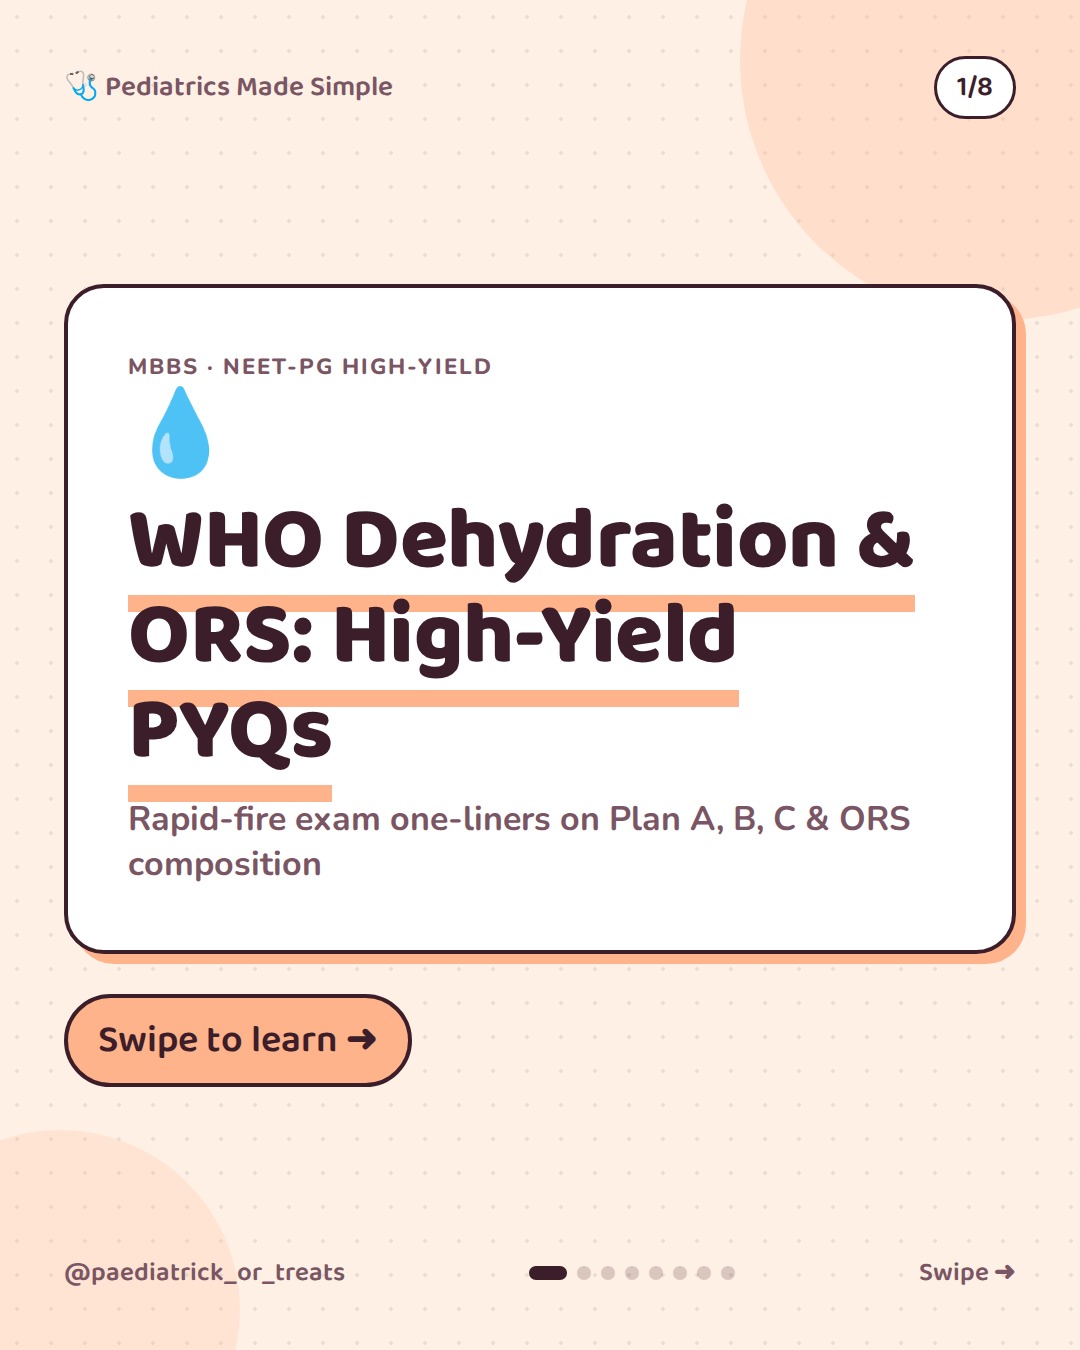 🩺 Pediatrics Made Simple
1/8
MBBS · NEET-PG HIGH-YIELD
💧
WHO Dehydration &
ORS: High-Yield
PYQs
Rapid-fire exam one-liners on Plan A, B, C & ORS
composition
Swipe to learn ➜
@paediatrick_or_treats
Swipe ➜